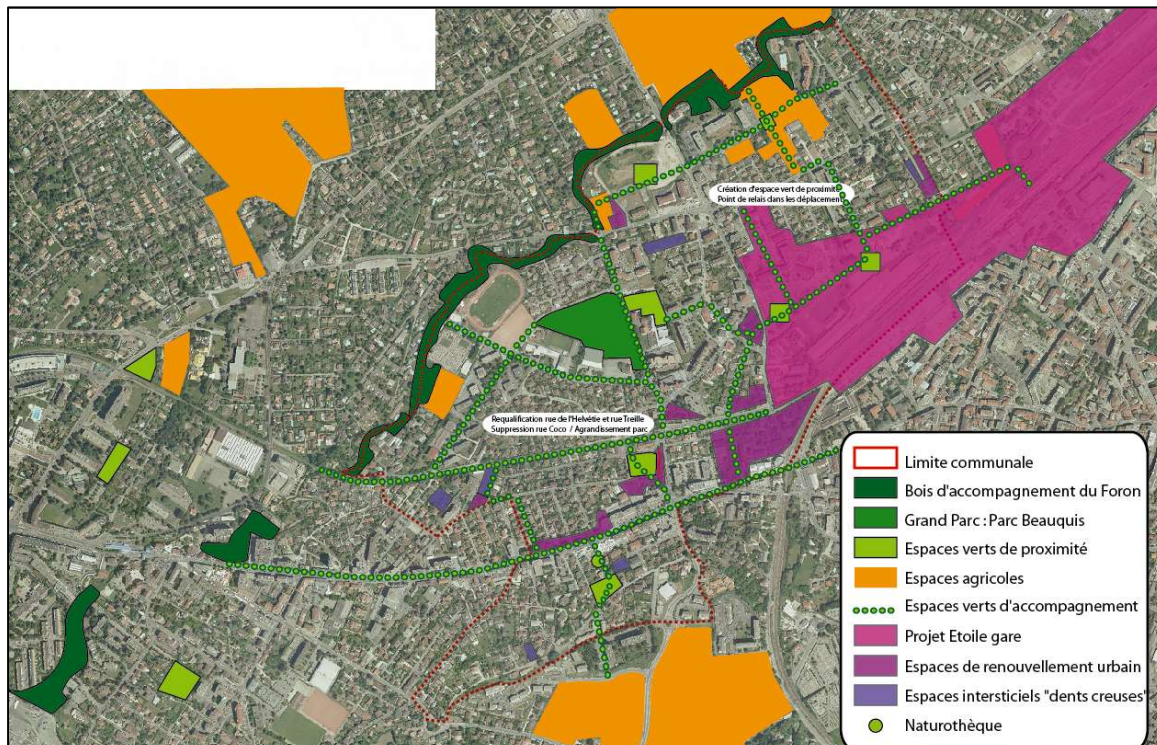 Création d'espace vert de proximité
Point de relais dans les déplacement
Requalification rue de l'Helvétie et rue Treille
Suppression rue Coco / Agrandissement parc
Limite communale
Bois d'accompagnement du Foron
Grand Parc : Parc Beauquis
Espaces verts de proximité
Espaces agricoles
Espaces verts d'accompagnement
Projet Etoile gare
Espaces de renouvellement urbain
Espaces intersticiels "dents creuses"
Naturothèque